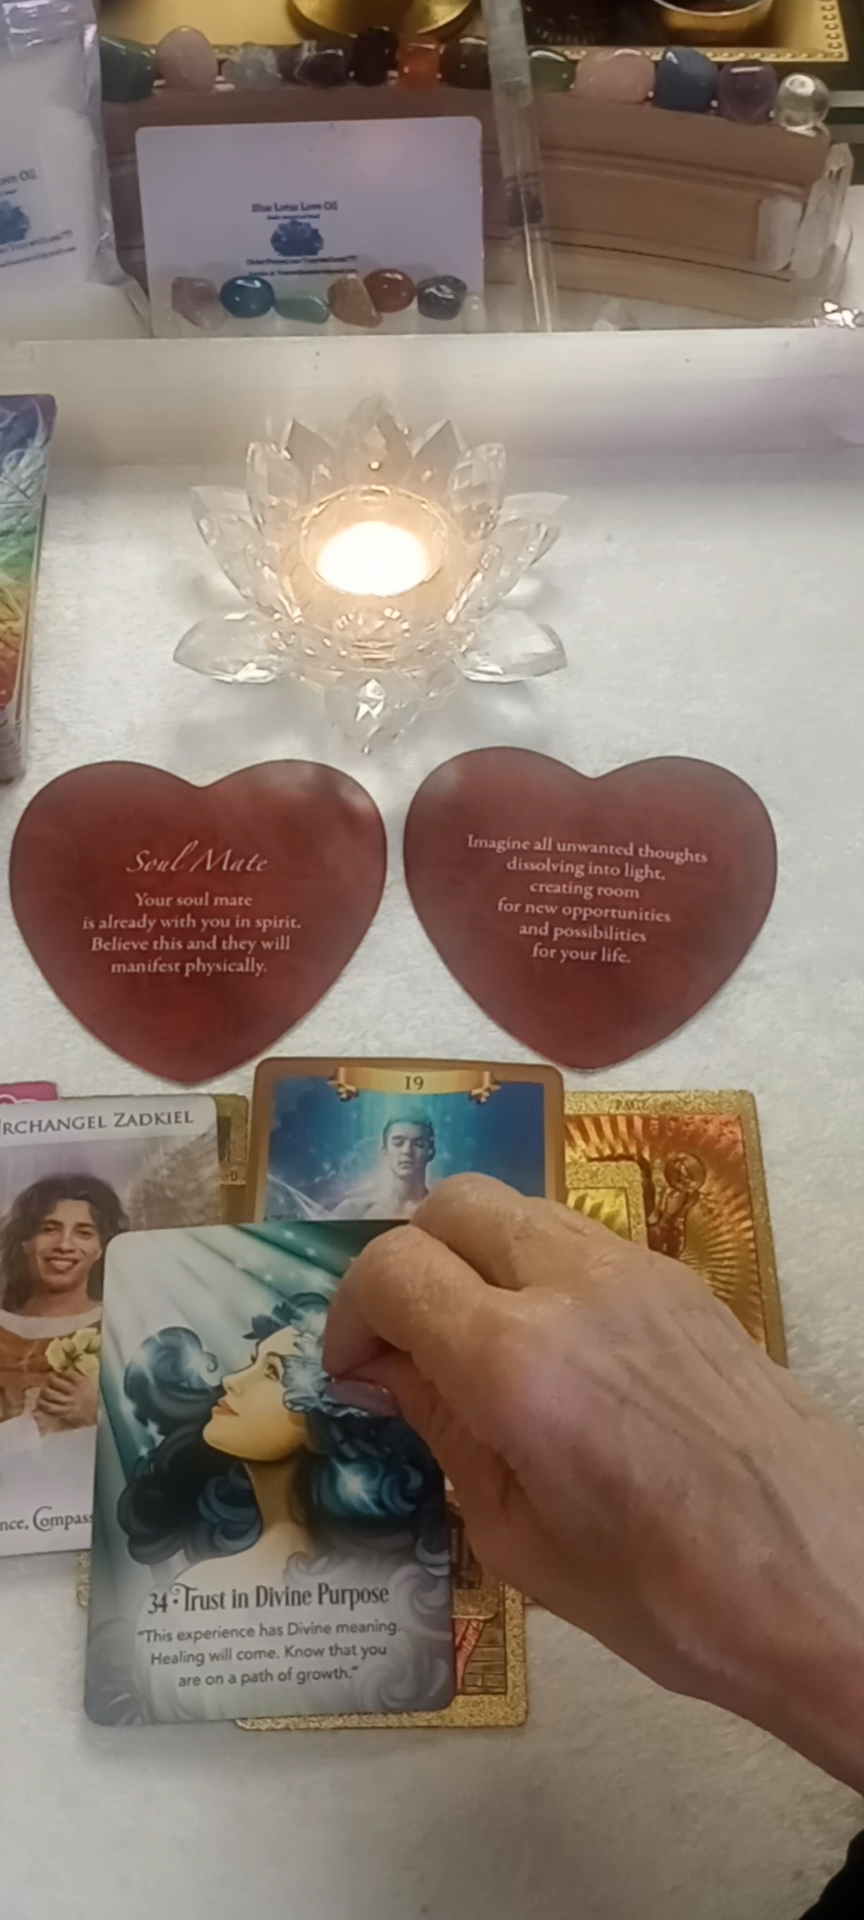 ove Oil
Blue Lotus Love Oil
Soul Mate
Your soul mate
is already with you in spirit.
Believe this and they will
manifest physically.
Imagine all unwanted thoughts
dissolving into light,
creating room
for new opportunities
and possibilities
for your life.
RCHANGEL ZADKIEL
19
nce, Compass
34 • Trust in Divine Purpose
"This experience has Divine meaning.
Healing will come. Know that you
are on a path of growth."